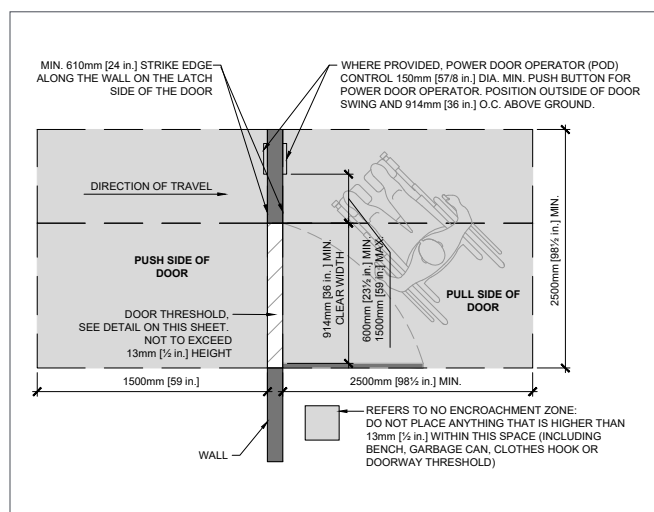 MIN. 610mm [24 in.] STRIKE EDGE
ALONG THE WALL ON THE LATCH
SIDE OF THE DOOR
WHERE PROVIDED, POWER DOOR OPERATOR (POD)
CONTROL 150mm [57/8 in.] DIA. MIN. PUSH BUTTON FOR
POWER DOOR OPERATOR. POSITION OUTSIDE OF DOOR
SWING AND 914mm [36 in.] O.C. ABOVE GROUND.
DIRECTION OF TRAVEL
PUSH SIDE OF
DOOR
DOOR THRESHOLD,
SEE DETAIL ON THIS SHEET.
NOT TO EXCEED
13mm [½ in.] HEIGHT
914mm [36 in.] MIN.
CLEAR WIDTH
600mm [23½ in.] MIN.
1500mm [59 in.] MAX.
PULL SIDE OF
DOOR
2500mm [98½ in.] MIN.
1500mm [59 in.]
2500mm [98½ in.] MIN.
WALL
REFERS TO NO ENCROACHMENT ZONE:
DO NOT PLACE ANYTHING THAT IS HIGHER THAN
13mm [½ in.] WITHIN THIS SPACE (INCLUDING
BENCH, GARBAGE CAN, CLOTHES HOOK OR
DOORWAY THRESHOLD)